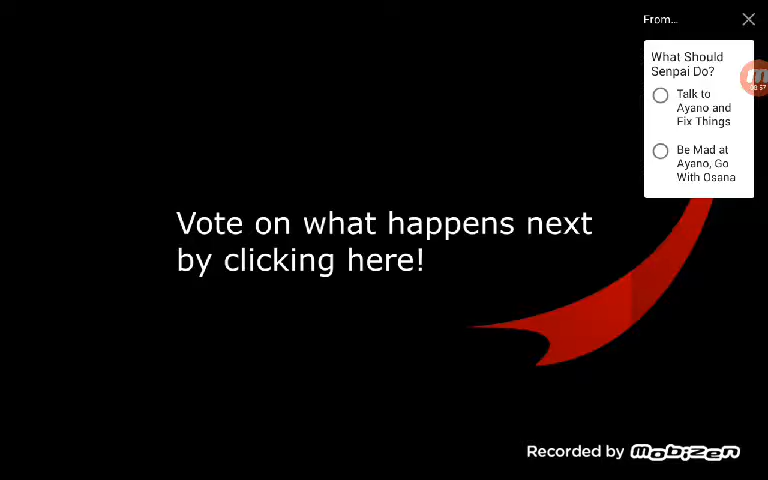 From...
What Should
Senpai Do?
Talk to
Ayano and
Fix Things
Be Mad at
Ayano, Go
With Osana
Vote on what happens next
by clicking here!
Recorded by Mobizen